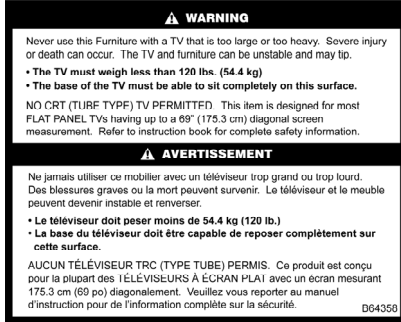 WARNING
Never use this Furniture with a TV that is too large or too heavy. Severe injury
or death can occur. The TV and furniture can be unstable and may tip.
• The TV must weigh less than 120 lbs. (54.4 kg)
• The base of the TV must be able to sit completely on this surface.
NO CRT (TUBE TYPE) TV PERMITTED. This item is designed for most
FLAT PANEL TVs having up to a 69" (175.3 cm) diagonal screen
measurement. Refer to instruction book for complete safety information.
AVERTISSEMENT
Ne jamais utiliser ce mobilier avec un téléviseur trop grand ou trop lourd.
Des blessures graves ou la mort peuvent survenir. Le téléviseur et le meuble
peuvent devenir instable et renverser.
• Le téléviseur doit peser moins de 54.4 kg (120 lb.)
• La base du téléviseur doit être capable de reposer complètement sur
cette surface.
AUCUN TÉLÉVISEUR TRC (TYPE TUBE) PERMIS. Ce produit est conçu
pour la plupart des TÉLÉVISEURS À ÉCRAN PLAT avec un écran mesurant
175.3 cm (69 po) diagonalement. Veuillez vous reporter au manuel
d'instruction pour de l'information complète sur la sécurité.
D64358